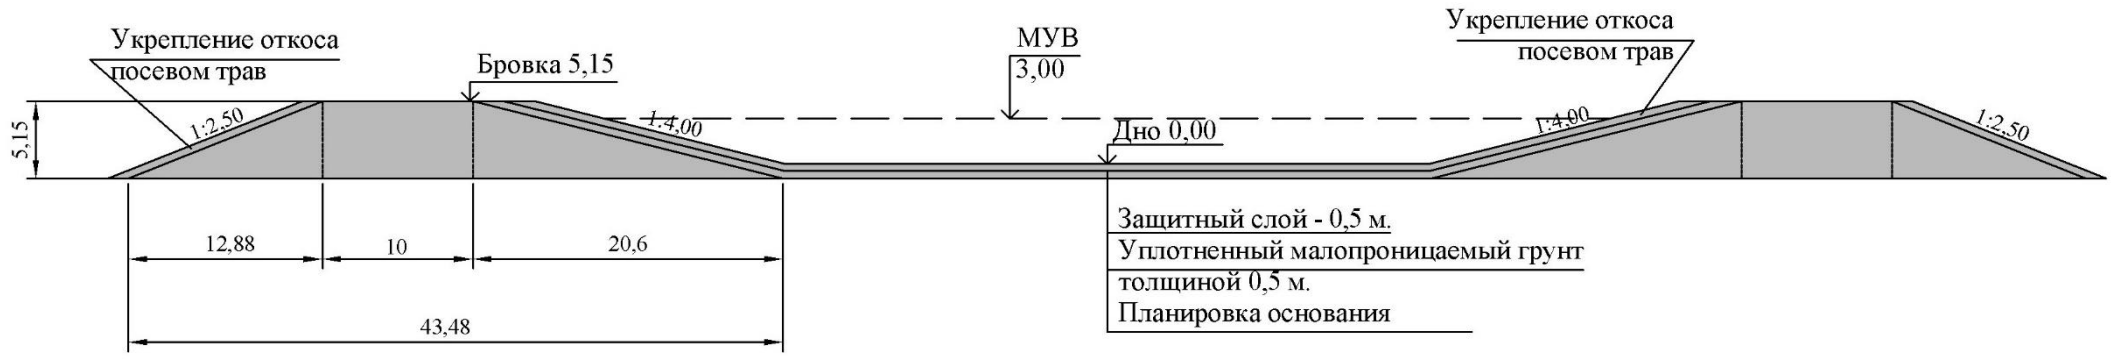 Укрепление откоса
посевом трав
Бровка 5,15
МУВ
3,00
Укрепление откоса
посевом трав
1:2,50
1:4,00
1:4,00
1:2,50
5,15
Дно 0,00
12,88
10
20,6
43,48
Защитный слой - 0,5 м.
Уплотненный малопроницаемый грунт
толщиной 0,5 м.
Планировка основания